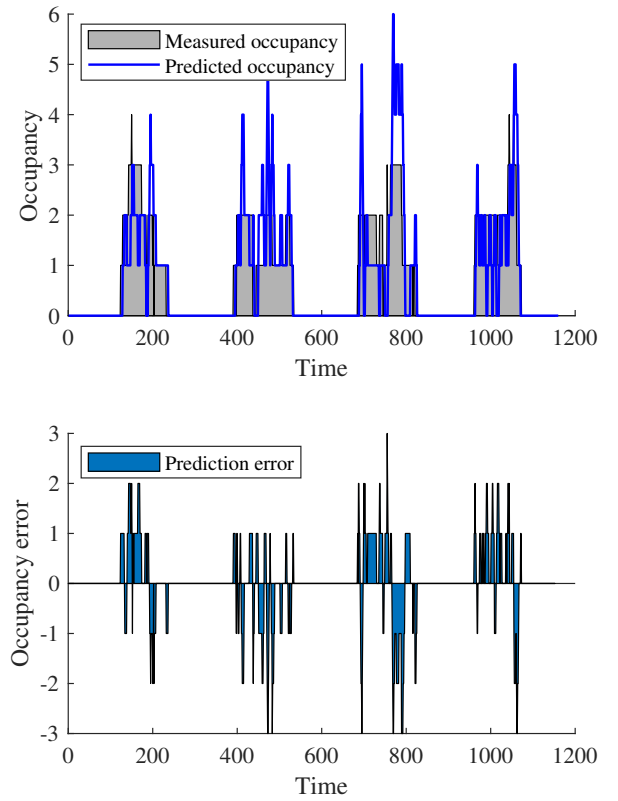 6
5
4
3
2
1
0
Occupancy
Measured occupancy
Predicted occupancy
0 200 400 600 800 1000 1200
Time
3
2
1
0
-1
-2
-3
Occupancy error
Prediction error
0 200 400 600 800 1000 1200
Time